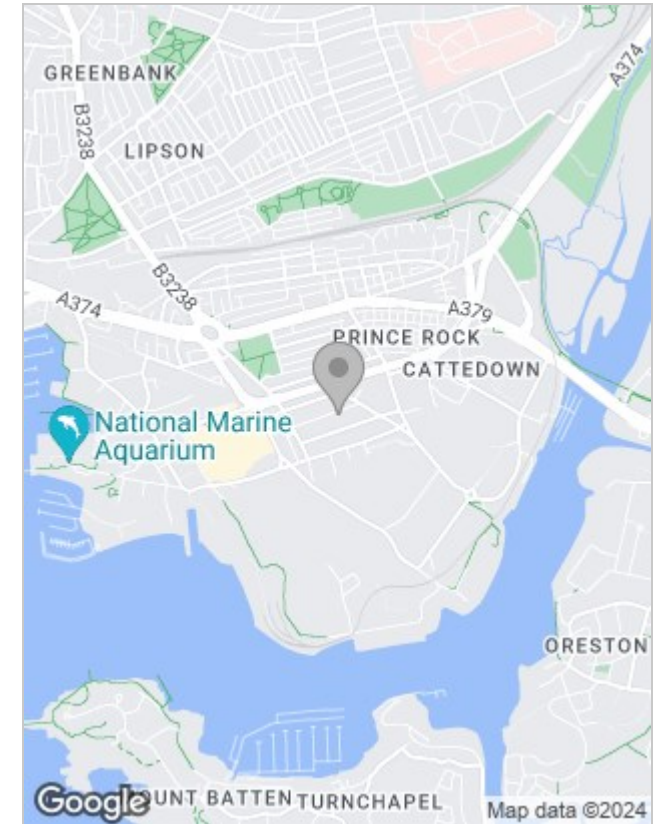 GREENBANK
A374
B3238
LIPSON
B3238
A374
A379
PRINCE ROCK
CATTEDOWN
National Marine
Aquarium
ORESTON
Google
OUNT BATTEN
TURNCHAPEL
Map data ©2024